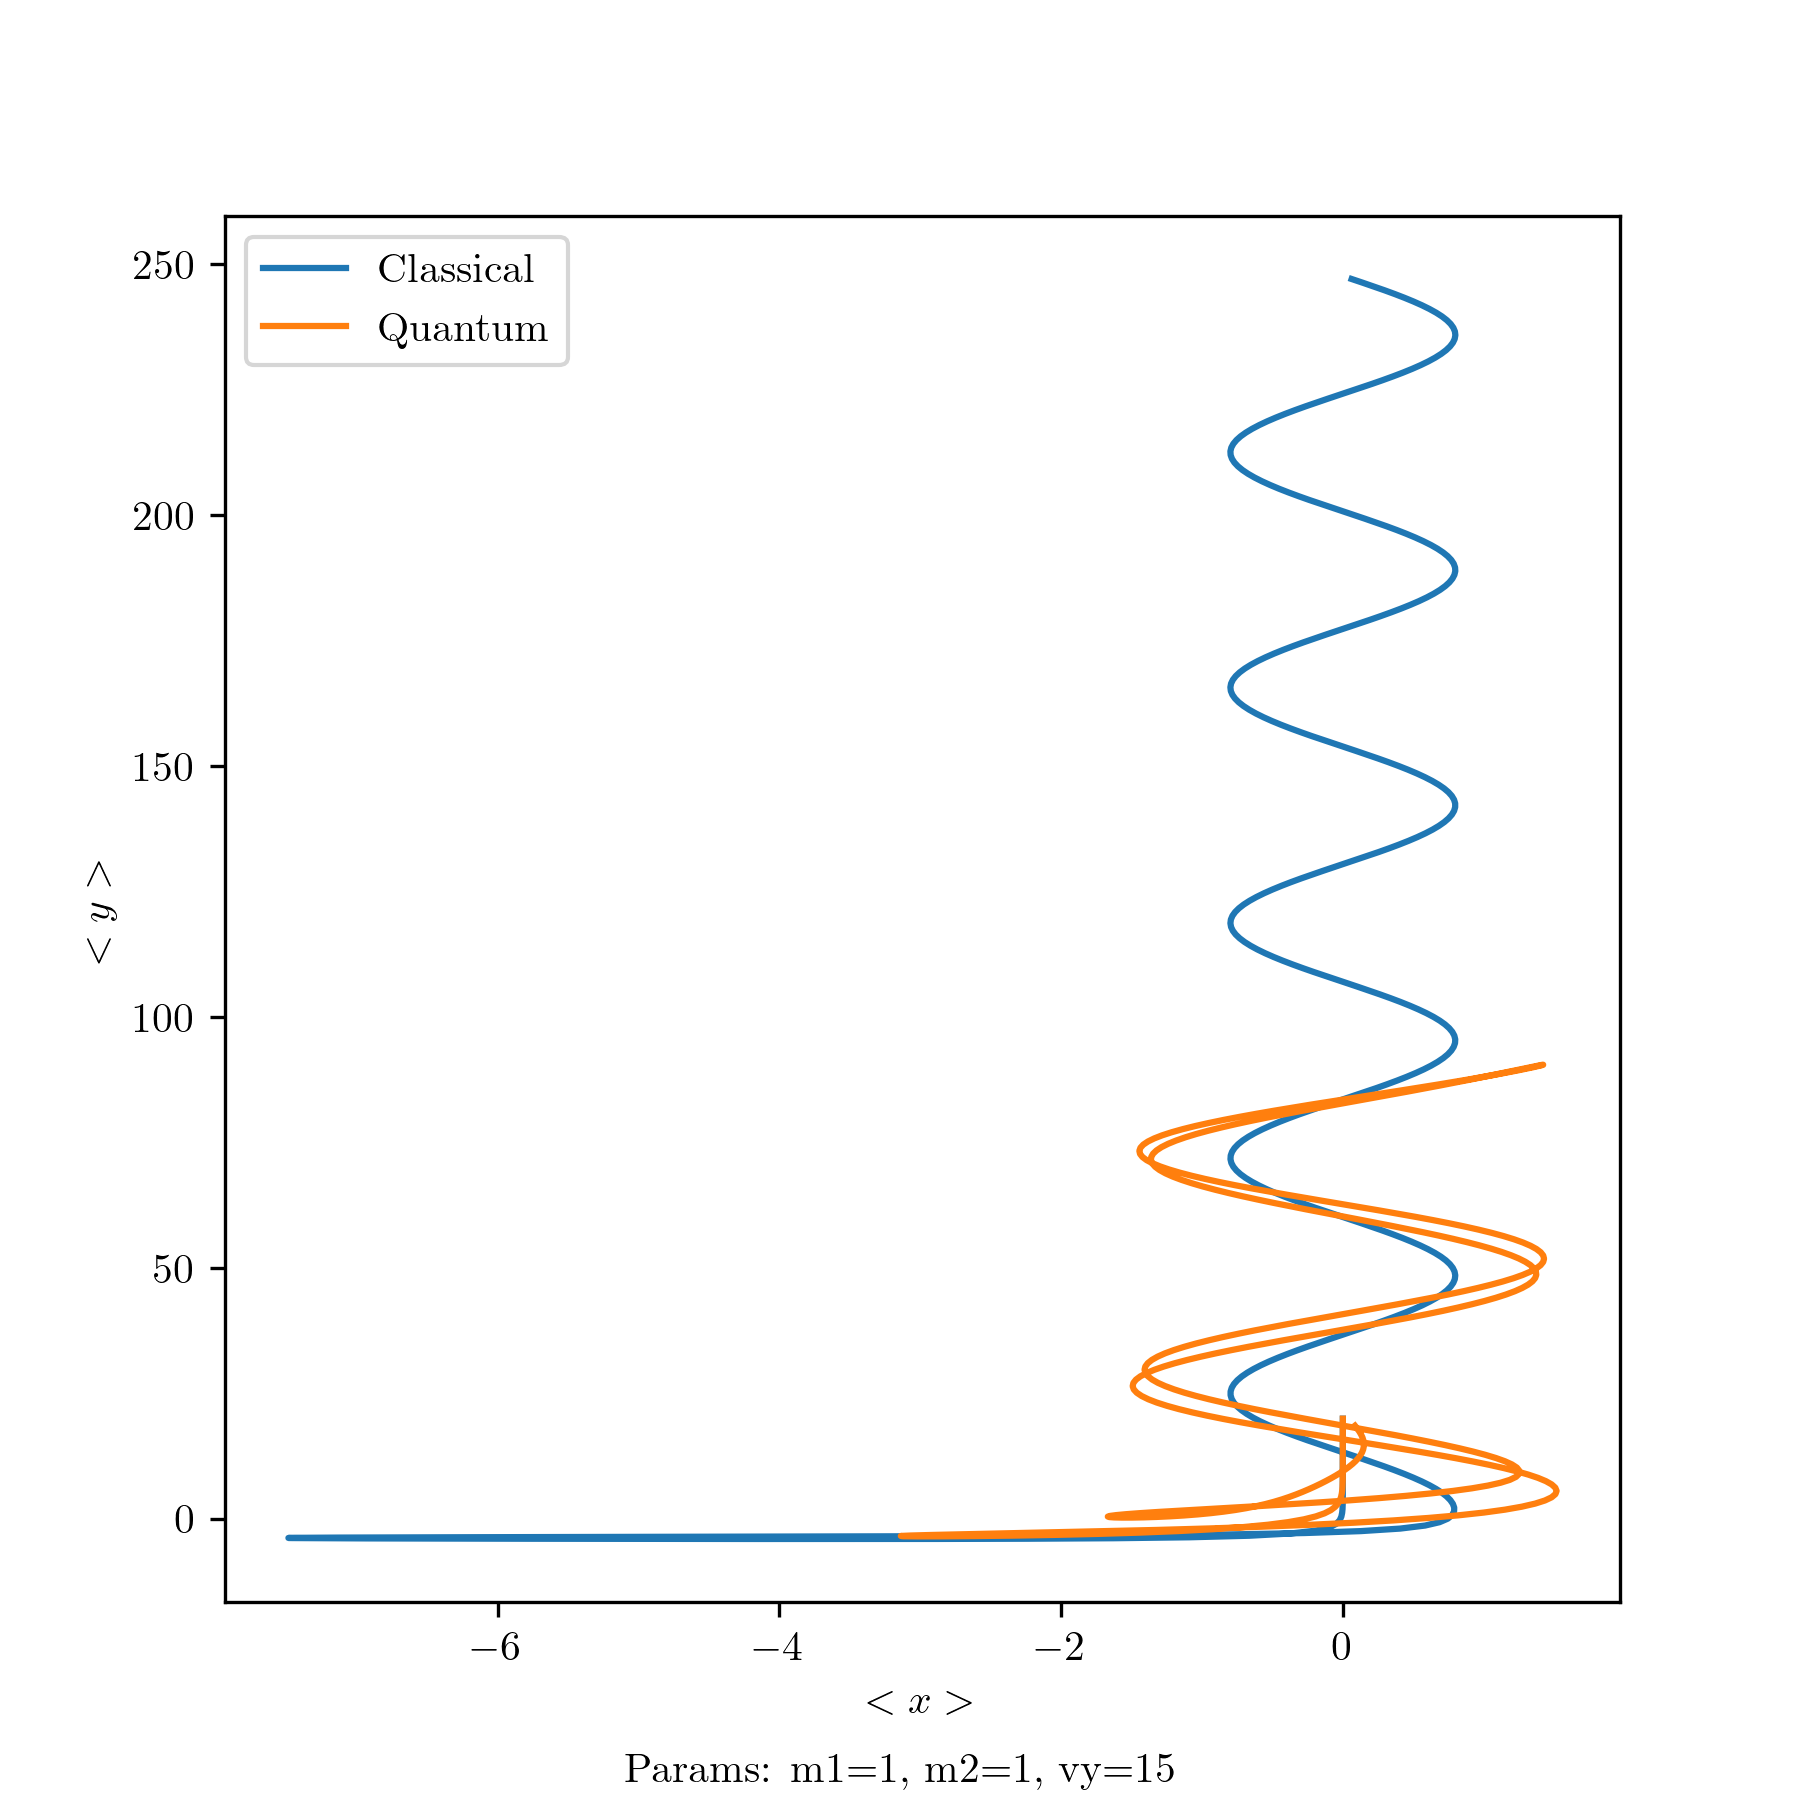 Classical
Quantum
250
200
150
100
50
0
< y >
−6 −4 −2 0
< x >
Params: m1=1, m2=1, vy=15